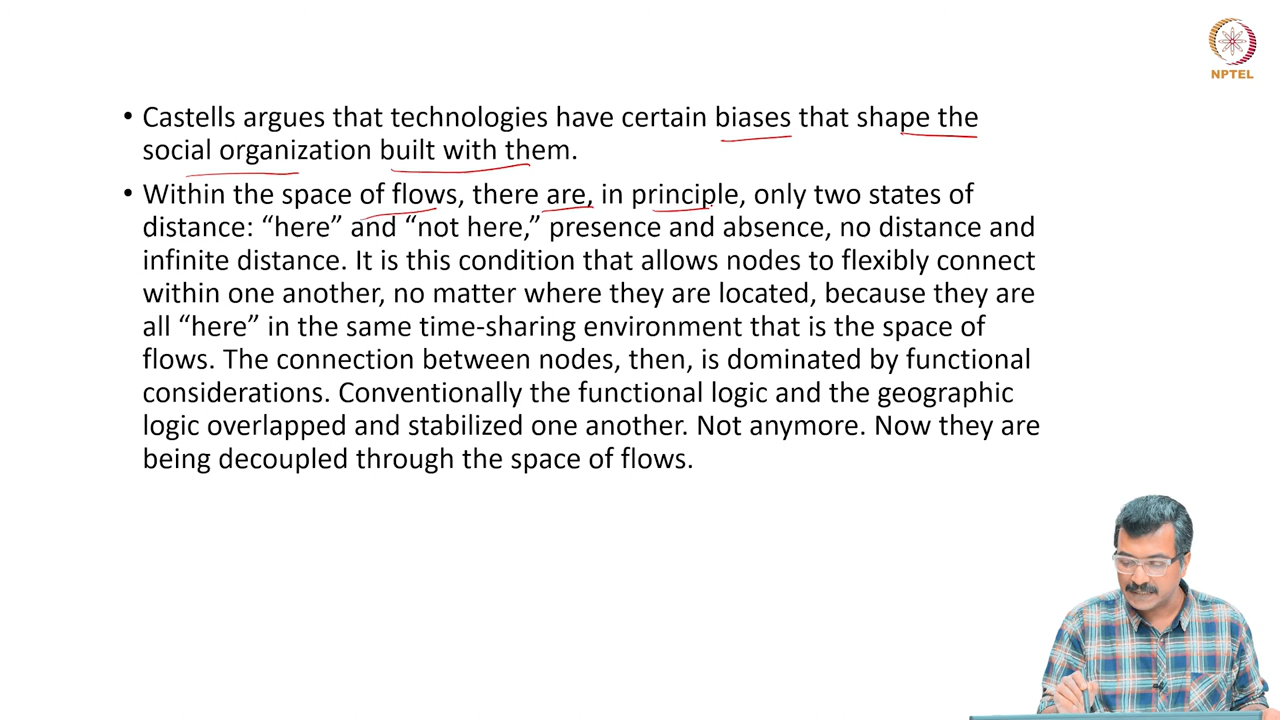 NPTEL
• Castells argues that technologies have certain biases that shape the
social organization built with them.
• Within the space of flows, there are, in principle, only two states of
distance: “here” and “not here,” presence and absence, no distance and
infinite distance. It is this condition that allows nodes to flexibly connect
within one another, no matter where they are located, because they are
all “here” in the same time-sharing environment that is the space of
flows. The connection between nodes, then, is dominated by functional
considerations. Conventionally the functional logic and the geographic
logic overlapped and stabilized one another. Not anymore. Now they are
being decoupled through the space of flows.